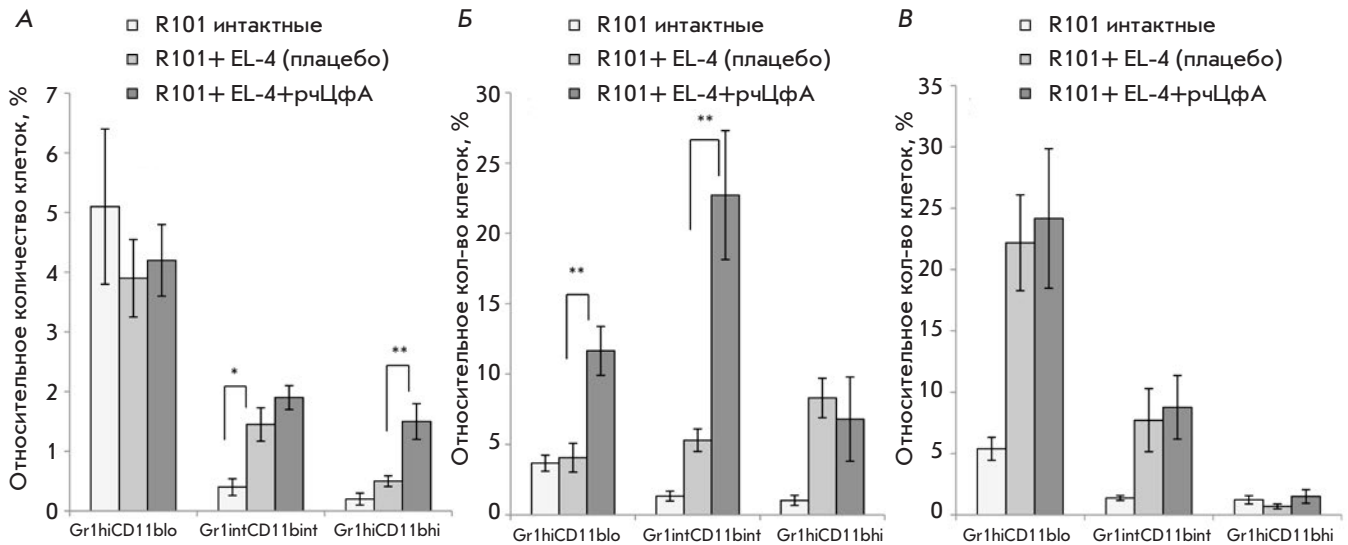 А
R101 интактные
R101+ EL-4 (плацебо)
R101+ EL-4+рчЦфА
Относительное количество клеток, %
7
6
5
4
3
2
1
0
*
**
Gr1hiCD11blo
Gr1intCD11bint
Gr1hiCD11bhi
Б
R101 интактные
R101+ EL-4 (плацебо)
R101+ EL-4+рчЦфА
Относительное кол-во клеток, %
30
25
20
15
10
5
0
**
**
Gr1hiCD11blo
Gr1intCD11bint
Gr1hiCD11bhi
В
R101 интактные
R101+ EL-4 (плацебо)
R101+ EL-4+рчЦфА
Относительное кол-во клеток, %
35
30
25
20
15
10
5
0
Gr1hiCD11blo
Gr1intCD11bint
Gr1hiCD11bhi